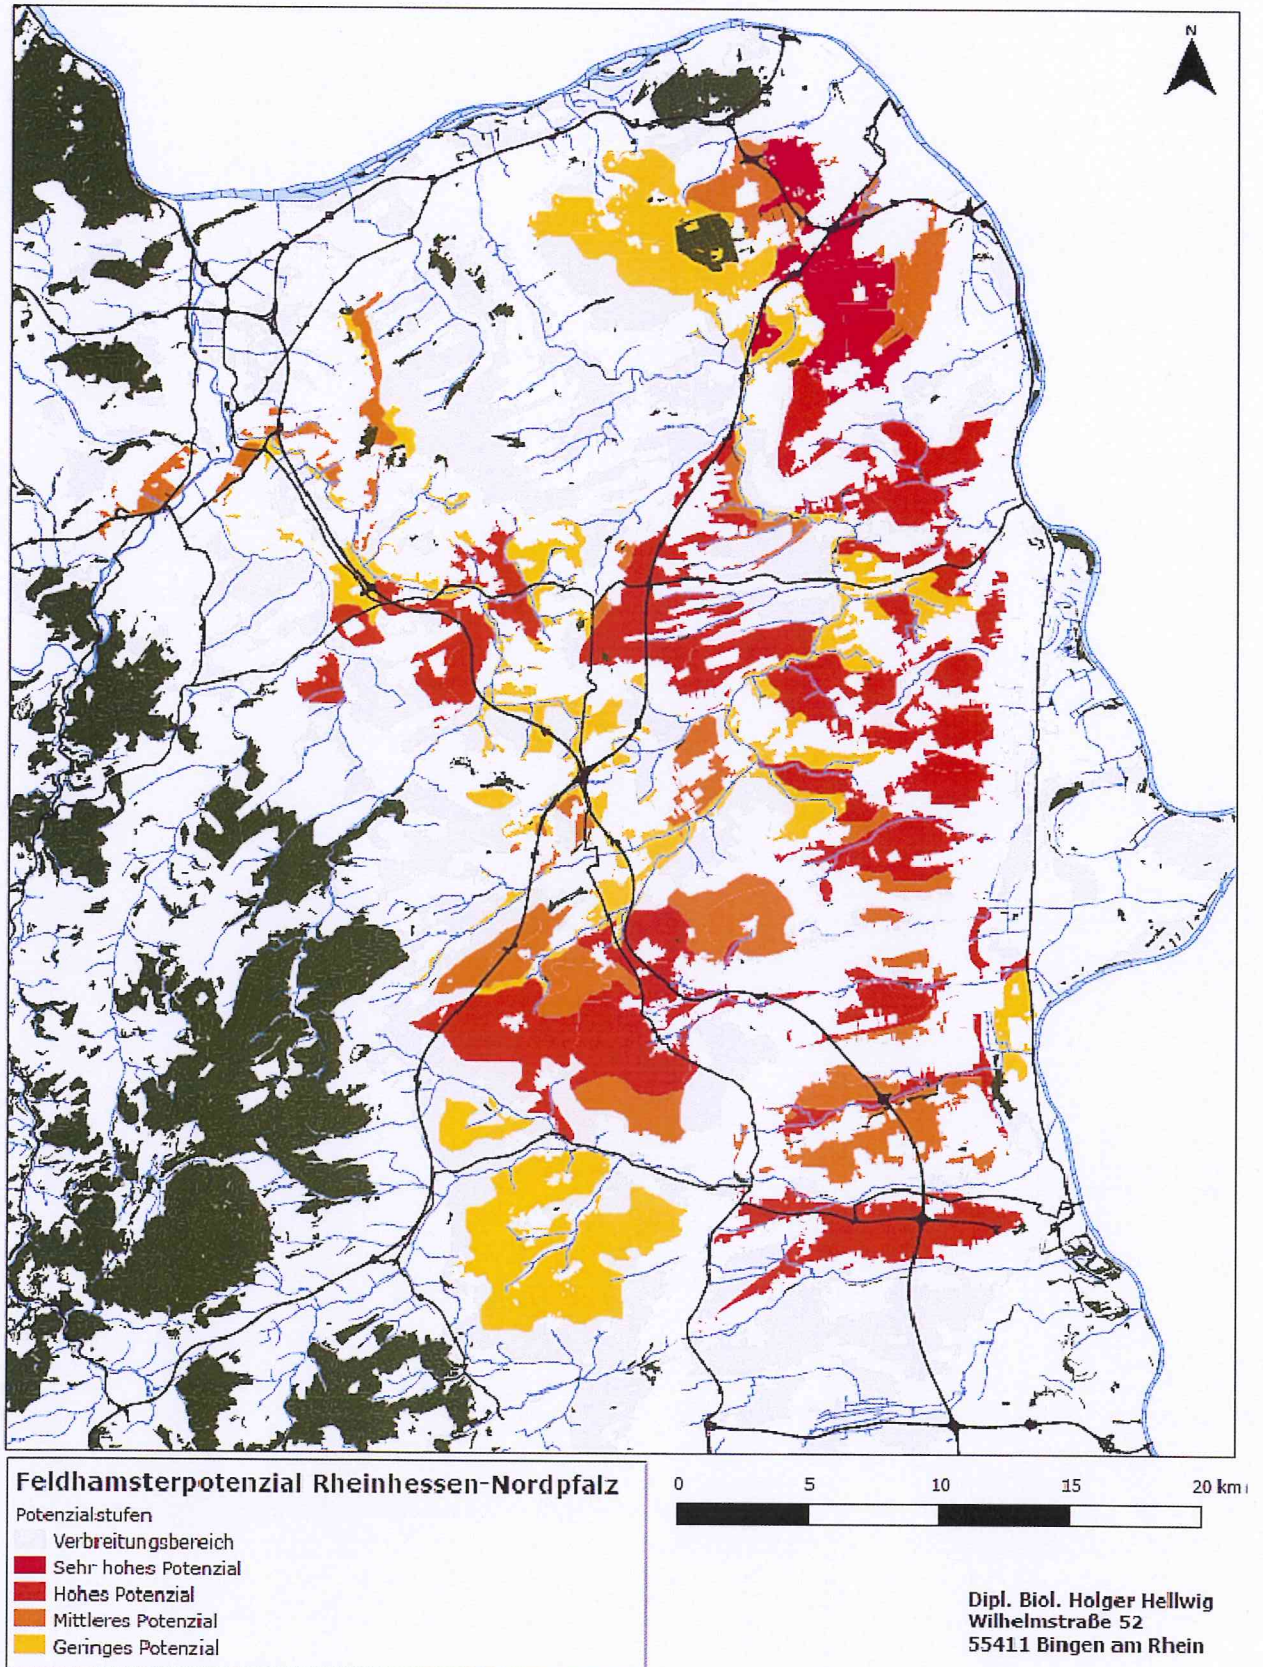 N
Feldhamsterpotenzial Rheinhessen-Nordpfalz
Potenzialstufen
Verbreitungsbereich
Sehr hohes Potenzial
Hohes Potenzial
Mittleres Potenzial
Geringes Potenzial
0 5 10 15 20 km
Dipl. Biol. Holger Hellwig
Wilhelmstraße 52
55411 Bingen am Rhein